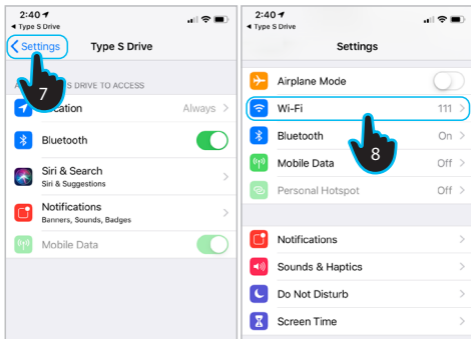 2:40
Type S Drive
Settings
Type S Drive
S DRIVE TO ACCESS
7
Always
Bluetooth
Siri & Search
Siri & Suggestions
Notifications
Banners, Sounds, Badges
Mobile Data
2:40
Type S Drive
Settings
Airplane Mode
Wi-Fi
111
Bluetooth
On
8
Mobile Data
Off
Personal Hotspot
Off
Notifications
Sounds & Haptics
Do Not Disturb
Screen Time